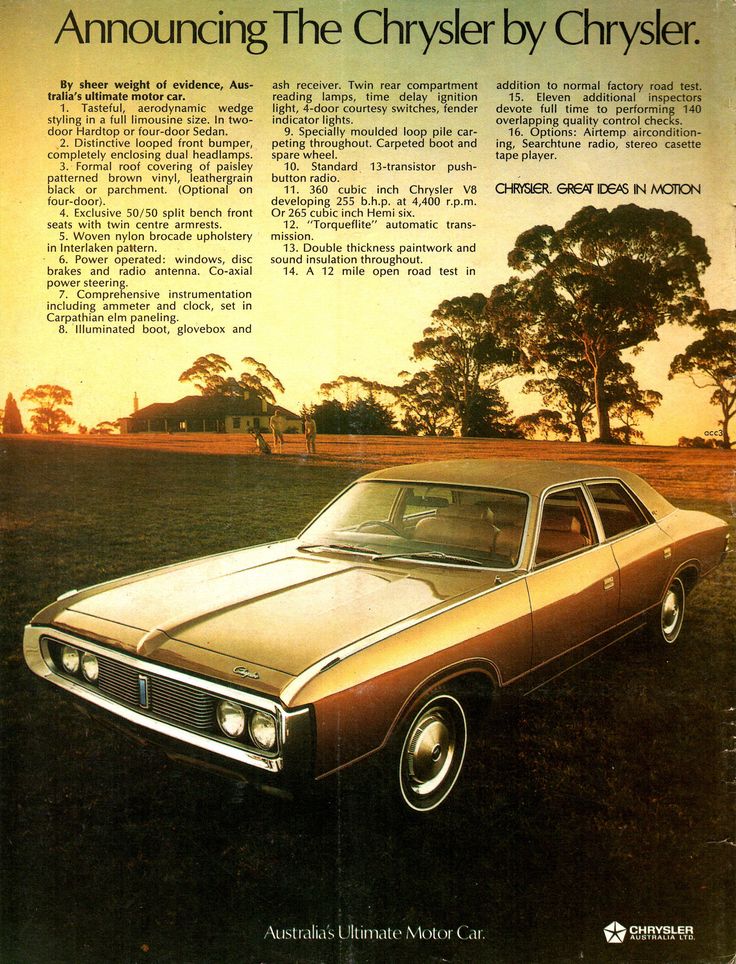 Announcing The Chrysler by Chrysler.
By sheer weight of evidence, Aus-
tralia's ultimate motor car.
1. Tasteful, aerodynamic wedge
styling in a full limousine size. In two-
door Hardtop or four-door Sedan.
2. Distinctive looped front bumper,
completely enclosing dual headlamps.
3. Formal roof covering of paisley
patterned brown vinyl, leathergrain
black or parchment. (Optional on
four-door).
4. Exclusive 50/50 split bench front
seats with twin centre armrests.
5. Woven nylon brocade upholstery
in Interlaken pattern.
6. Power operated: windows, disc
brakes and radio antenna. Co-axial
power steering.
7. Comprehensive instrumentation
including ammeter and clock, set in
Carpathian elm paneling.
8. Illuminated boot, glovebox and
ash receiver. Twin rear compartment
reading lamps, time delay ignition
light, 4-door courtesy switches, fender
indicator lights.
9. Specially moulded loop pile car-
peting throughout. Carpeted boot and
spare wheel.
10. Standard 13-transistor push-
button radio.
11. 360 cubic inch Chrysler V8
developing 255 b.h.p. at 4,400 r.p.m.
Or 265 cubic inch Hemi six.
12. "Torqueflite" automatic trans-
mission.
13. Double thickness paintwork and
sound insulation throughout.
14. A 12 mile open road test in
addition to normal factory road test.
15. Eleven additional inspectors
devote full time to performing 140
overlapping quality control checks.
16. Options: Airtemp aircondition-
ing, Searchtune radio, stereo casette
tape player.
CHRYSLER. GREAT IDEAS IN MOTION
acc3
Chrysler
Australia's Ultimate Motor Car.
CHRYSLER
AUSTRALIA LTD.